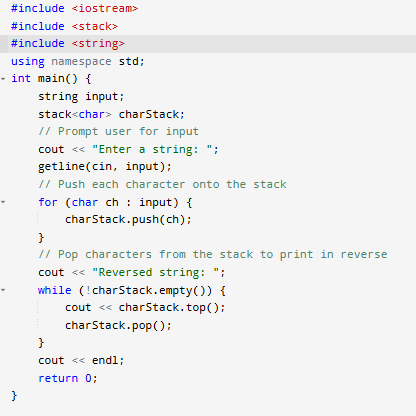 #include <iostream>
#include <stack>
#include <string>
using namespace std;
int main() {
    string input;
    stack<char> charStack;
    // Prompt user for input
    cout << "Enter a string: ";
    getline(cin, input);
    // Push each character onto the stack
    for (char ch : input) {
        charStack.push(ch);
    }
    // Pop characters from the stack to print in reverse
    cout << "Reversed string: ";
    while (!charStack.empty()) {
        cout << charStack.top();
        charStack.pop();
    }
    cout << endl;
    return 0;
}